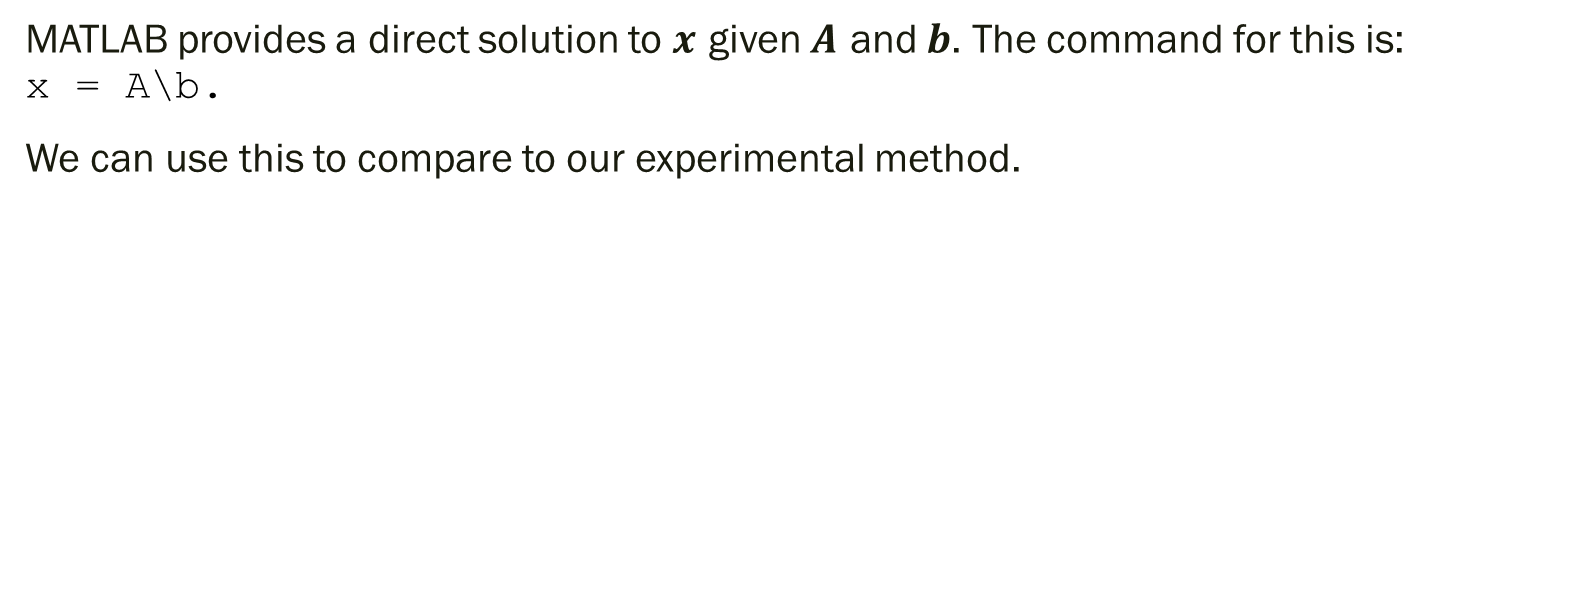 MATLAB provides a direct solution to x given A and b. The command for this is:
x = A\b.
We can use this to compare to our experimental method.